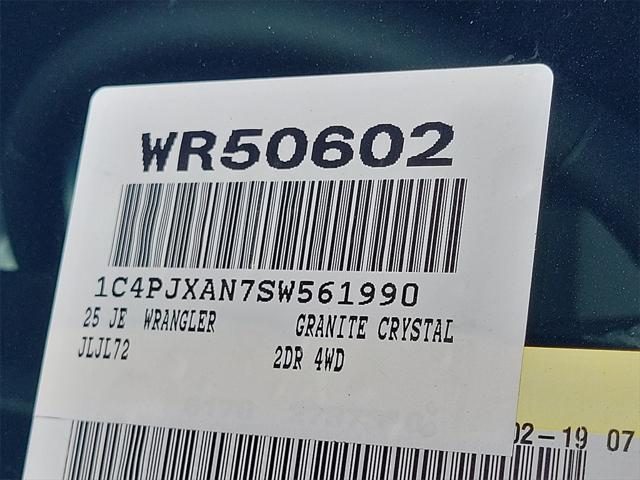 WR50602
1C4PJXAN7SW561990
25 JE WRANGLER GRANITE CRYSTAL
JLJL72 2DR 4WD
02-19 07